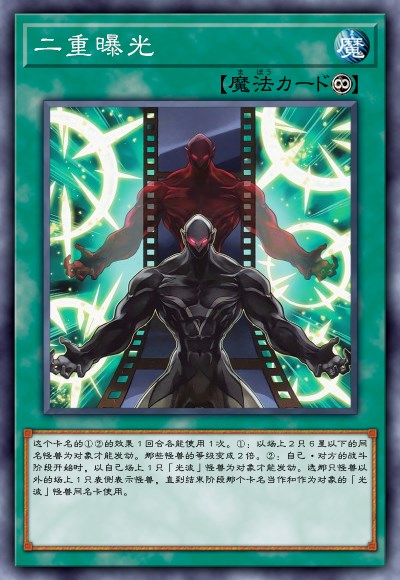 二重曝光
魔
【魔法カード】
まほう
这个卡名的①②的效果1回合各能使用1次。①：以场上2只6星以下的同
名怪兽为对象才能发动。那些怪兽的等级变成2倍。②：自己·对方的战斗
阶段开始时，以自己场上1只「光波」怪兽为对象才能发动。选那只怪兽以
外的场上1只表侧表示怪兽，直到结束阶段那个卡名当作和作为对象的「光
波」怪兽同名卡使用。